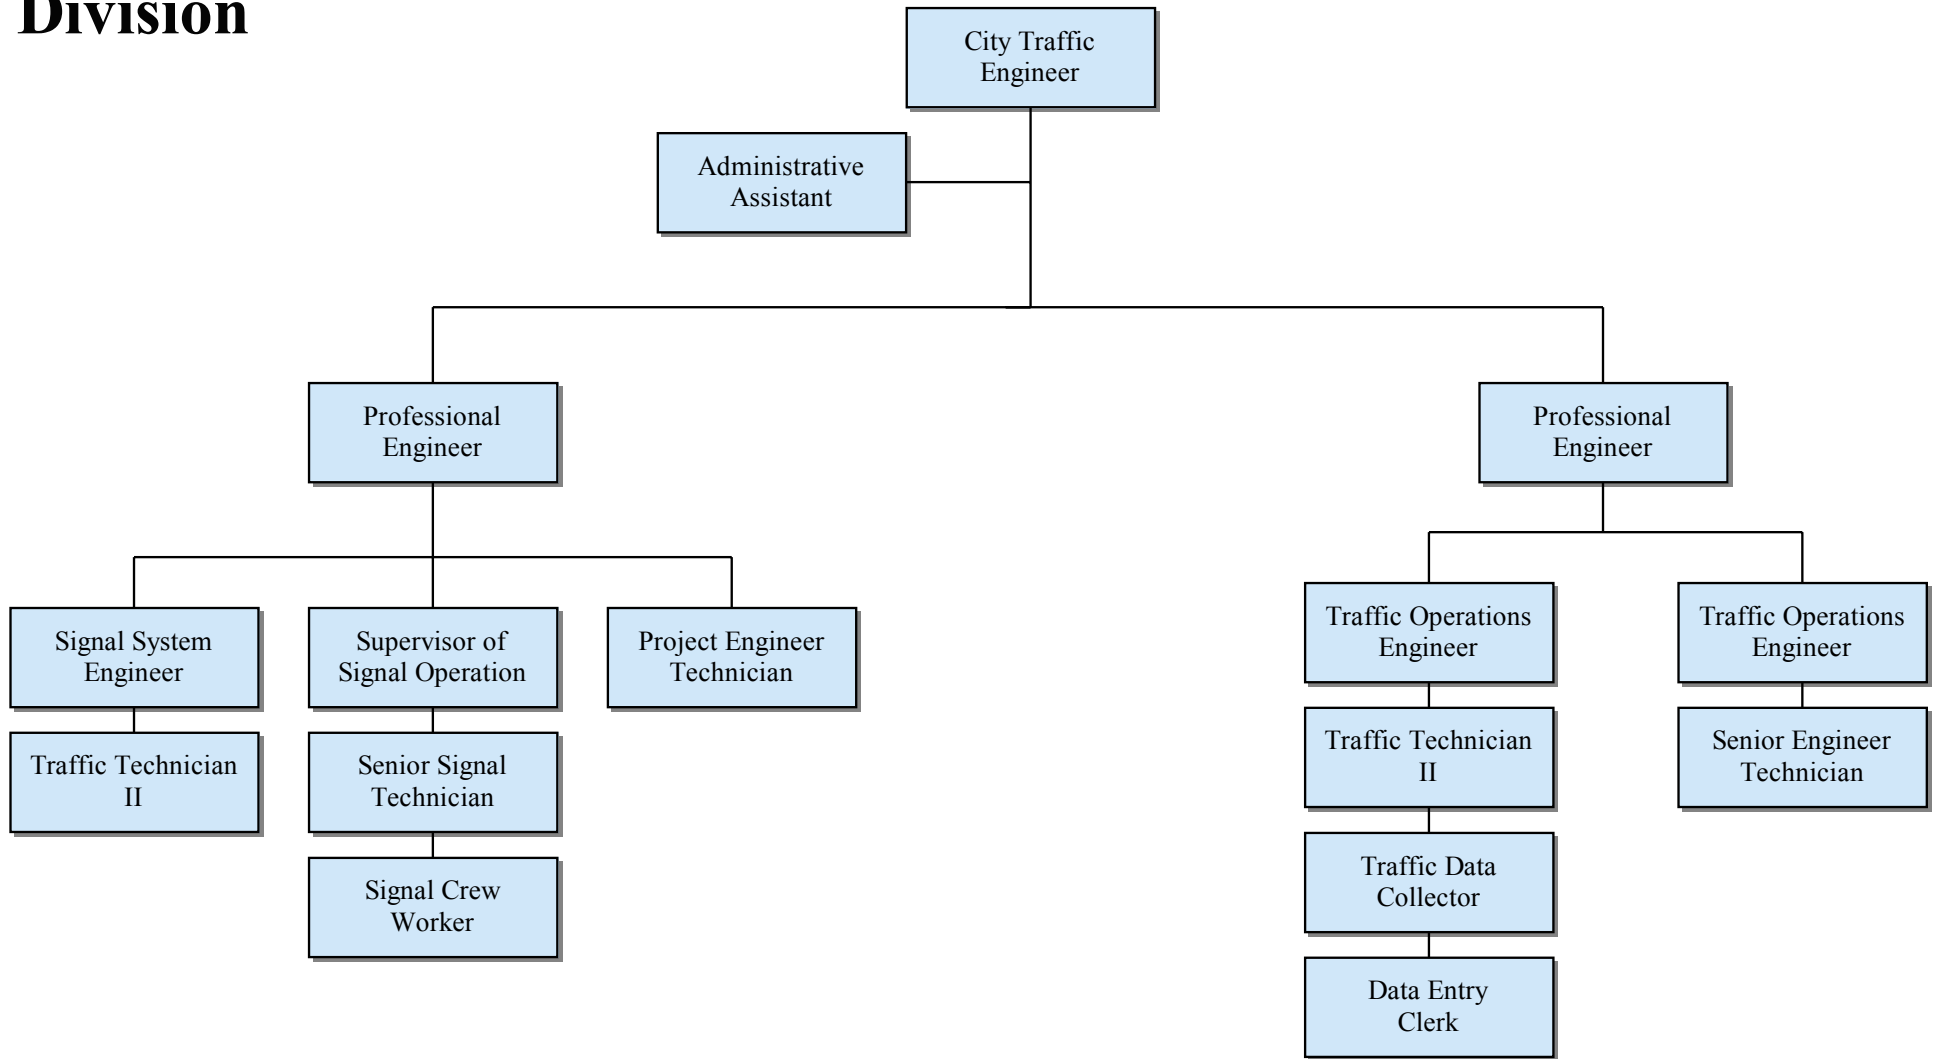 Division
City Traffic
Engineer
Administrative
Assistant
Professional
Engineer
Professional
Engineer
Signal System
Engineer
Supervisor of
Signal Operation
Project Engineer
Technician
Traffic Operations
Engineer
Traffic Operations
Engineer
Traffic Technician
II
Senior Signal
Technician
Traffic Technician
II
Senior Engineer
Technician
Signal Crew
Worker
Traffic Data
Collector
Data Entry
Clerk